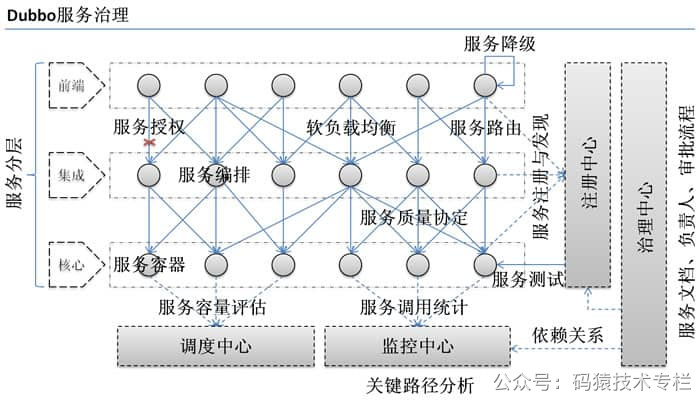 Dubbo服务治理
服务降级
前端
服务授权
软负载均衡
服务路由
服务分层
集成
服务编排
服务质量协定
服务注册与发现
注册中心
治理中心
服务文档、负责人、审批流程
核心
服务容器
服务测试
服务容量评估
服务调用统计
调度中心
监控中心
依赖关系
关键路径分析
公众号：码猿技术专栏